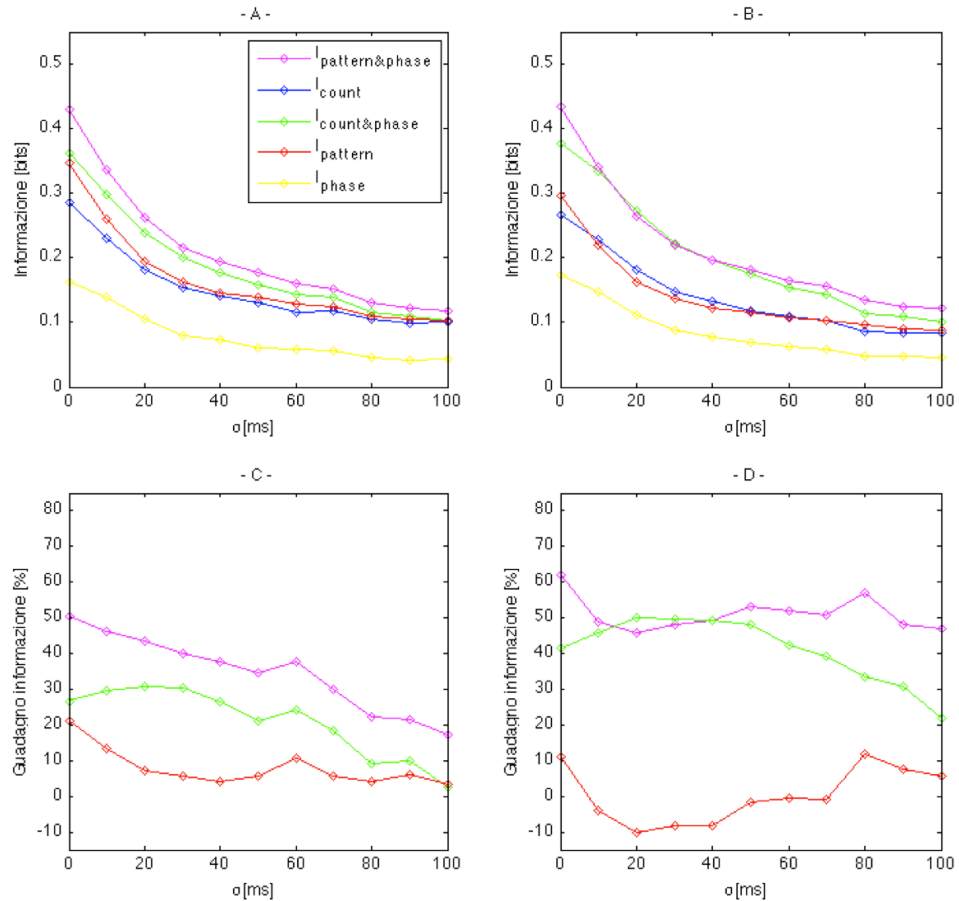 - A -
0.5
0.4
0.3
0.2
0.1
0
Informazione [bits]
0 20 40 60 80 100
σ[ms]
I pattern&phase
I count
I count&phase
I pattern
I phase
- B -
0.5
0.4
0.3
0.2
0.1
0
Informazione [bits]
0 20 40 60 80 100
σ[ms]
- C -
80
70
60
50
40
30
20
10
0
-10
Guadagno informazione [%]
0 20 40 60 80 100
σ[ms]
- D -
80
70
60
50
40
30
20
10
0
-10
Guadagno informazione [%]
0 20 40 60 80 100
σ[ms]